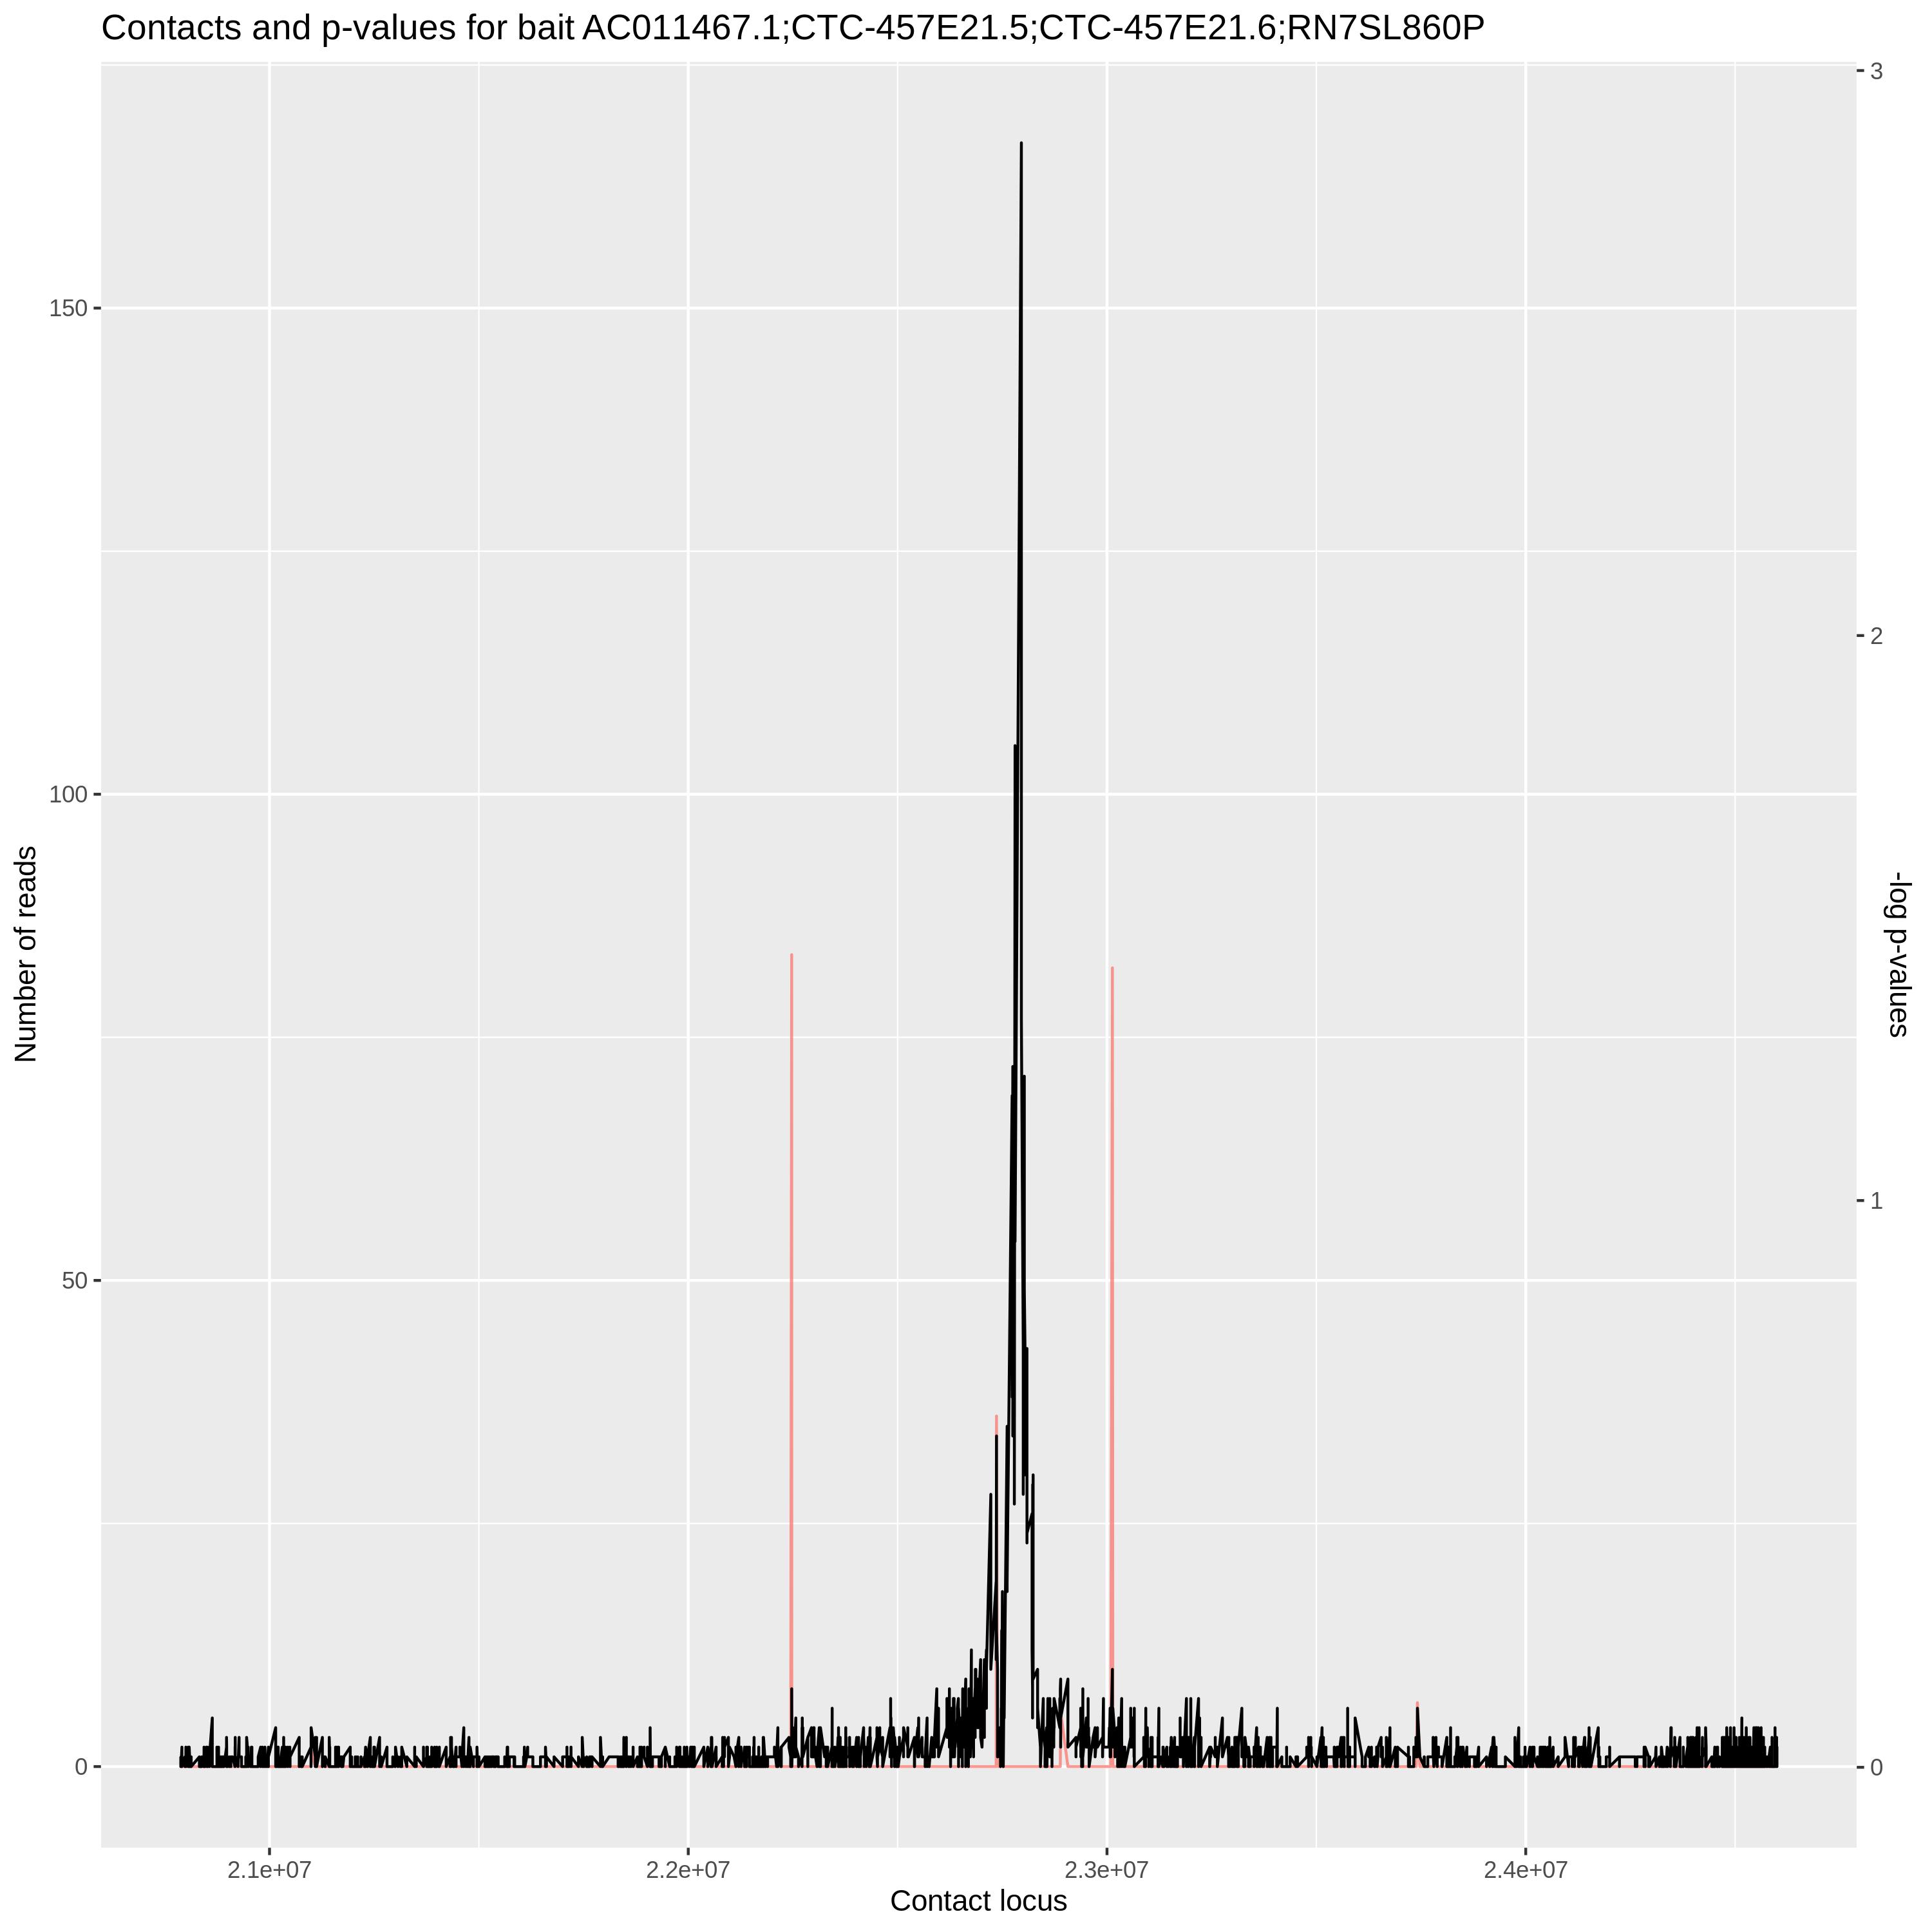 Contacts and p-values for bait AC011467.1;CTC-457E21.5;CTC-457E21.6;RN7SL860P
3
150
2
100
Number of reads
-log p-values
1
50
0
0
2.1e+07
2.2e+07
2.3e+07
2.4e+07
Contact locus